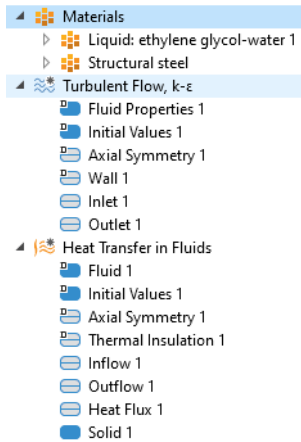 Materials
Liquid: ethylene glycol-water 1
Structural steel
Turbulent Flow, k-ε
D Fluid Properties 1
D Initial Values 1
D Axial Symmetry 1
D Wall 1
Inlet 1
Outlet 1
Heat Transfer in Fluids
D Fluid 1
D Initial Values 1
D Axial Symmetry 1
D Thermal Insulation 1
Inflow 1
Outflow 1
Heat Flux 1
Solid 1